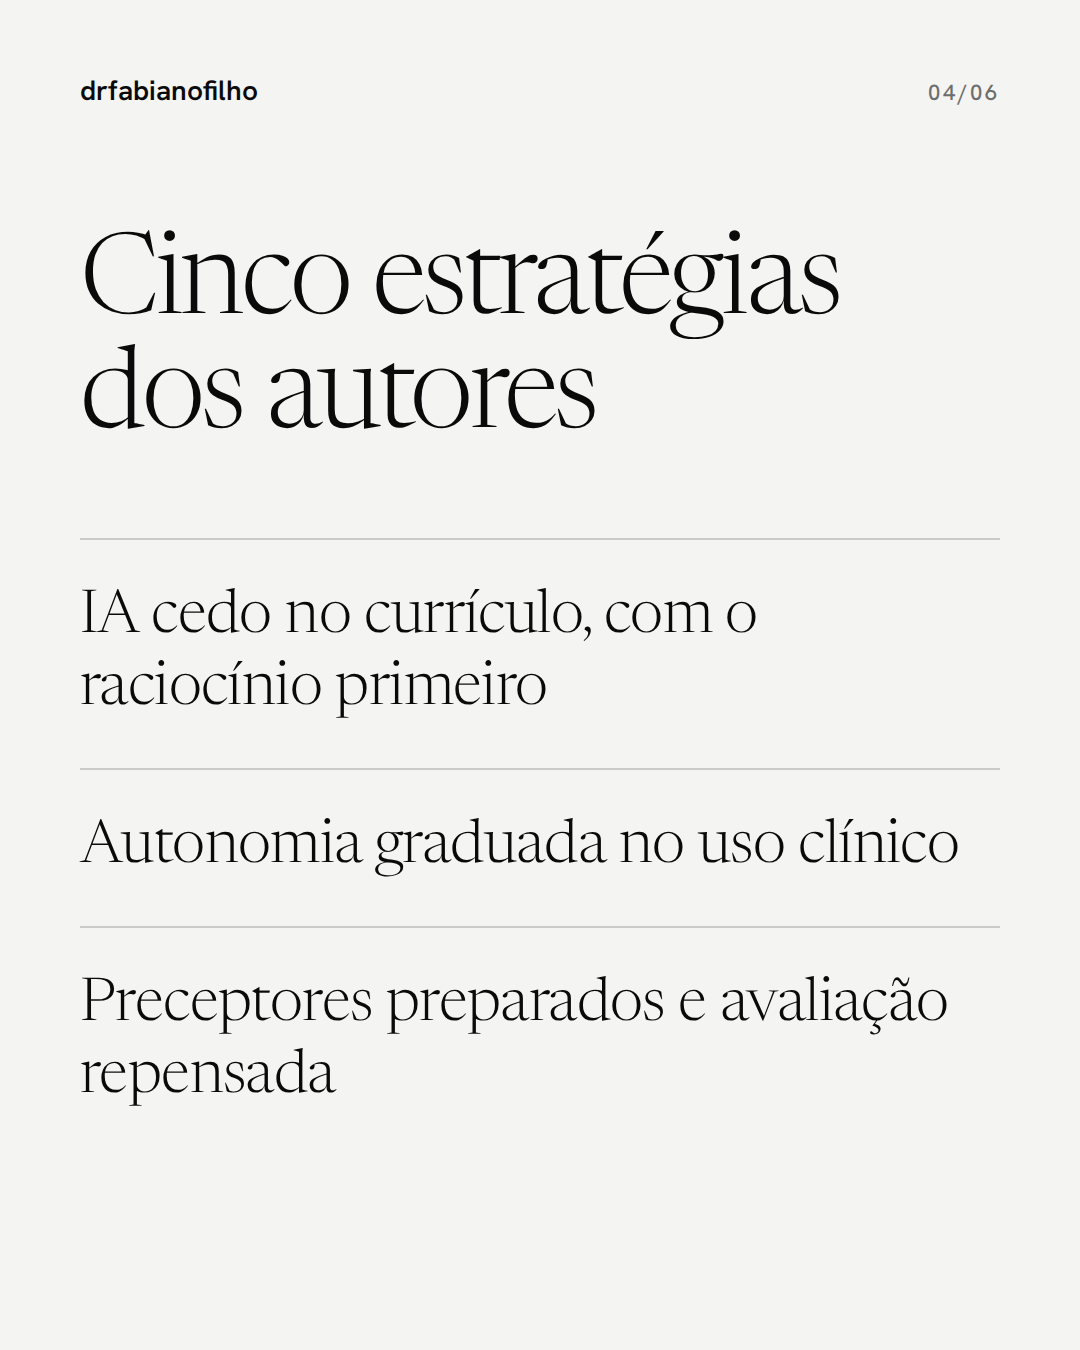 drfabianofilho
04/06
Cinco estratégias
dos autores
IA cedo no currículo, com o
raciocínio primeiro
Autonomia graduada no uso clínico
Preceptores preparados e avaliação
repensada